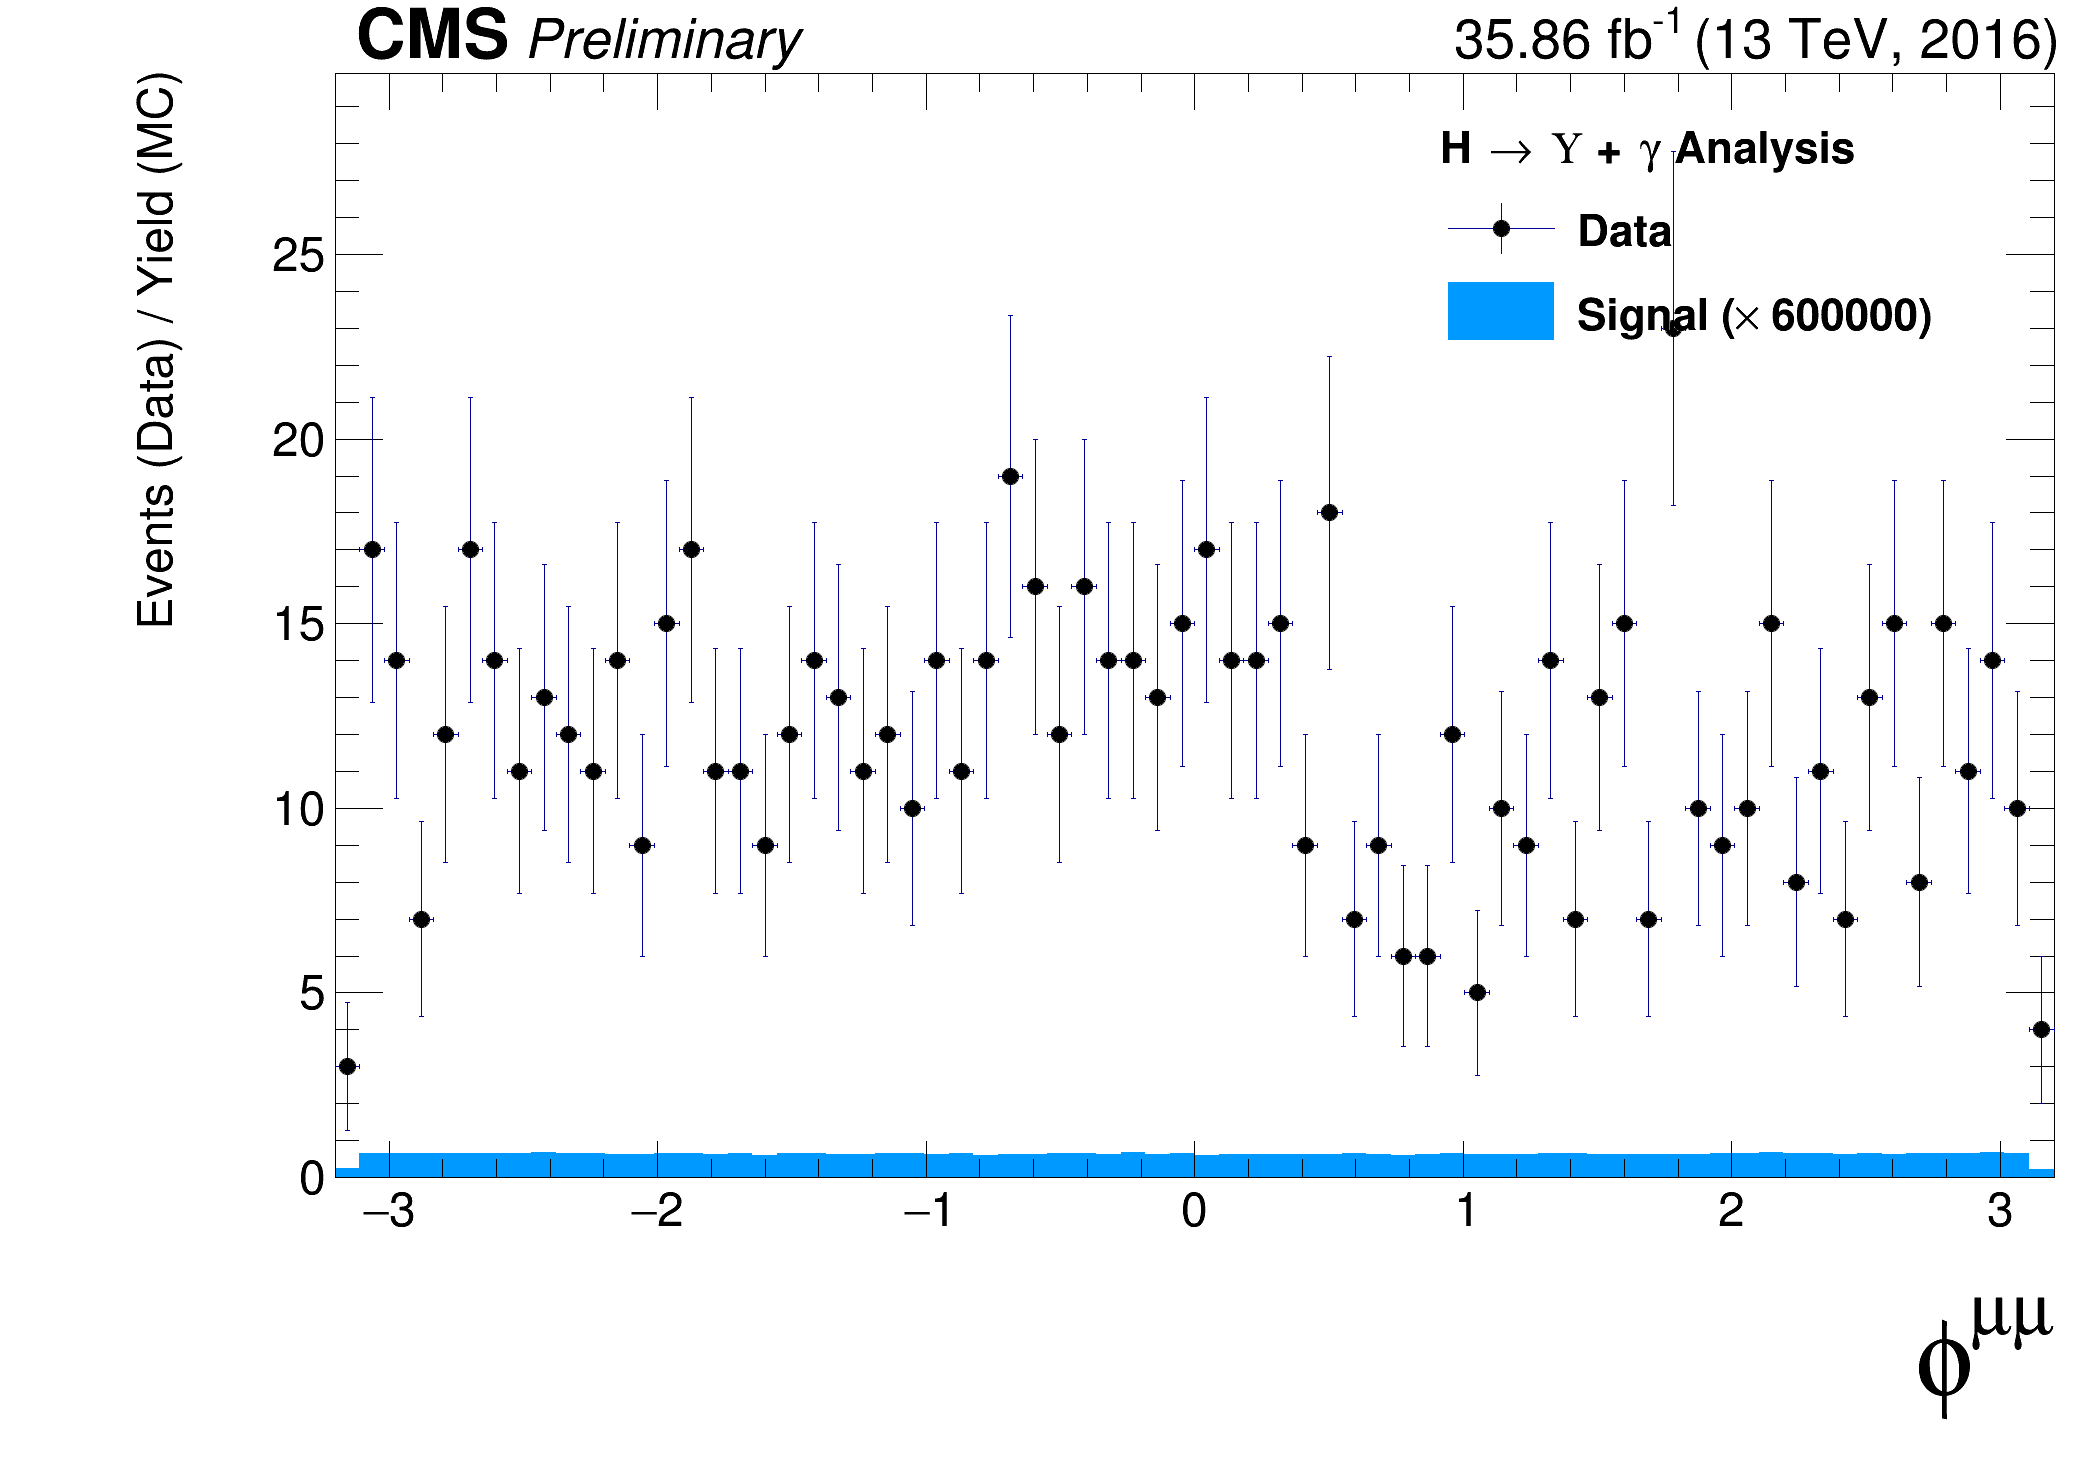 CMS Preliminary
35.86 fb⁻¹ (13 TeV, 2016)
Events (Data) / Yield (MC)
H → Υ + γ Analysis
Data
Signal (× 600000)
25
20
15
10
5
0
−3 −2 −1 0 1 2 3
ϕ^μμ